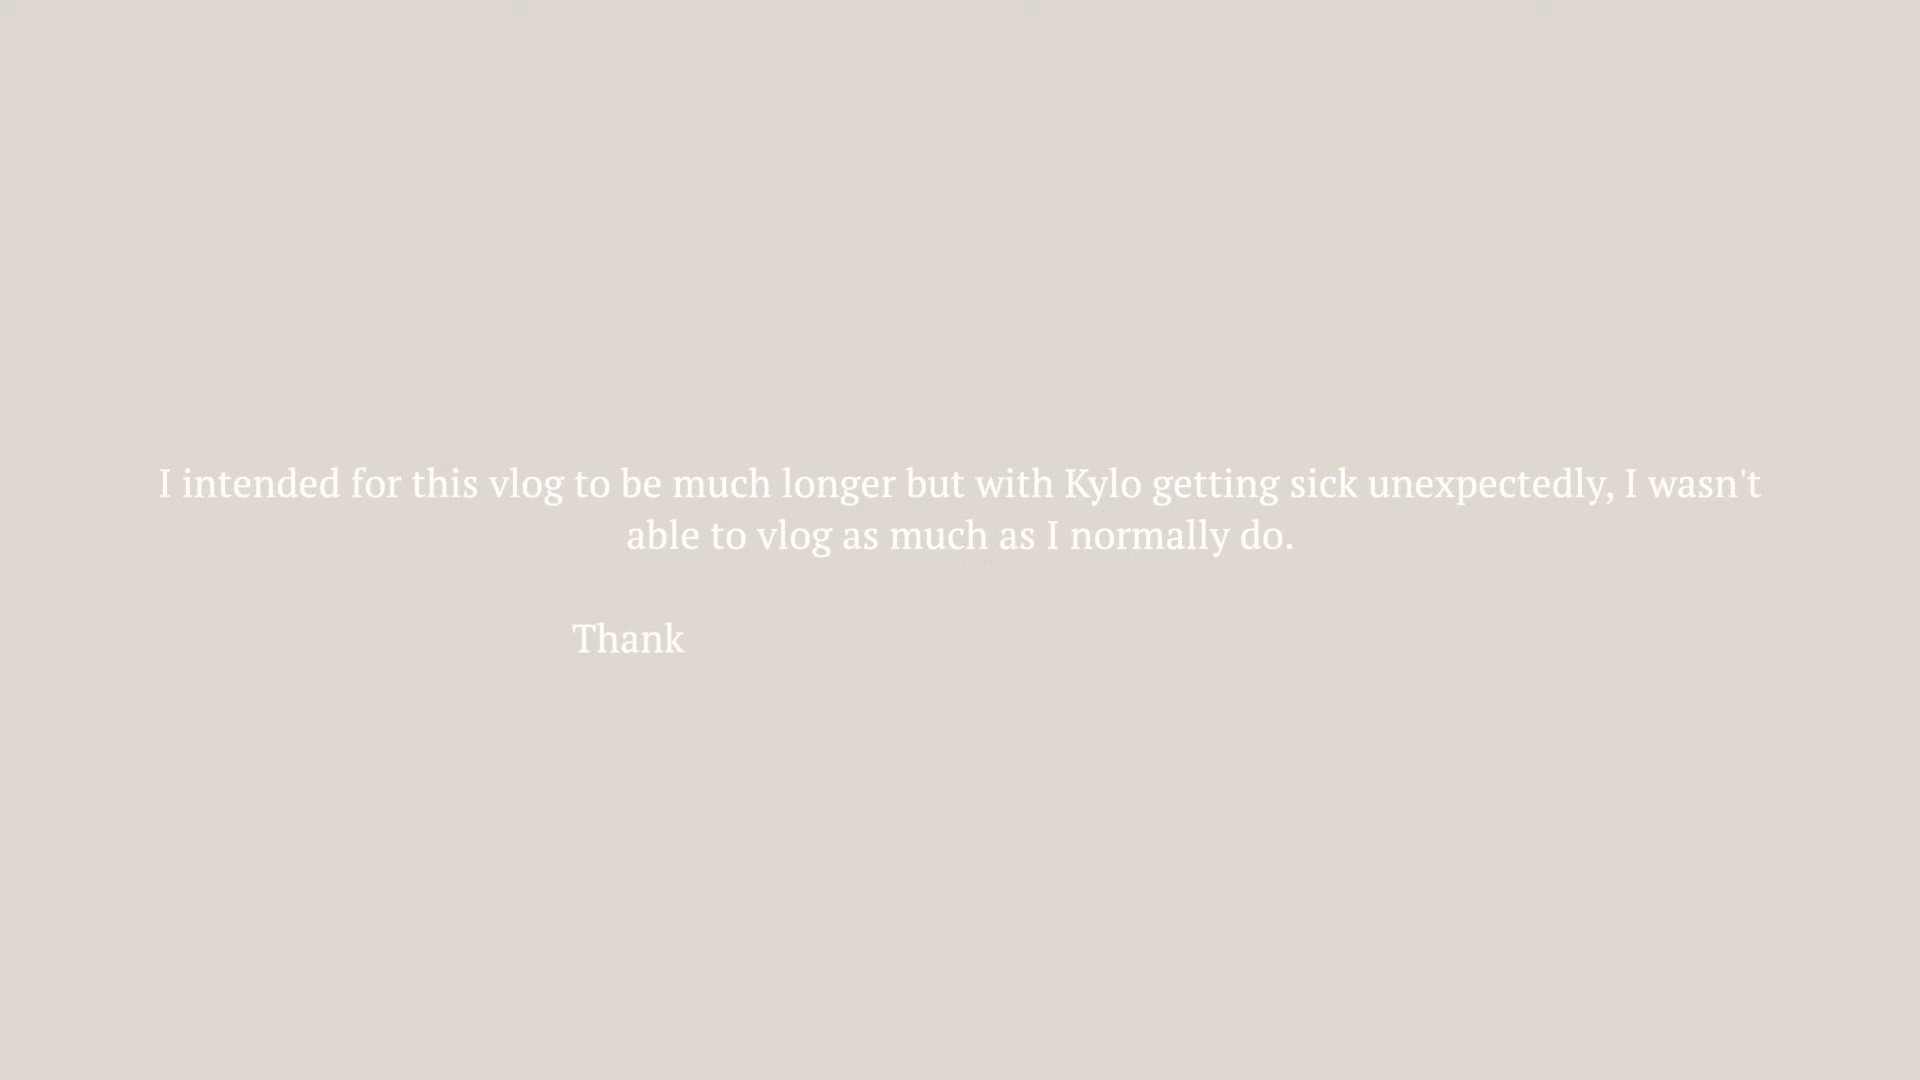 I intended for this vlog to be much longer but with Kylo getting sick unexpectedly, I wasn't
able to vlog as much as I normally do.
Thank